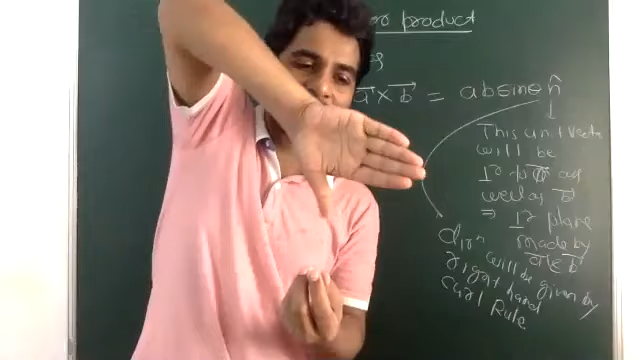 or product
a⃗ × b⃗ = ab sinθ n̂
This unit vector
will be
⊥r to a⃗ as
well as b⃗
⇒ ⊥r plane
made by
a⃗ & b⃗
dirn will be given by
right hand
curl Rule